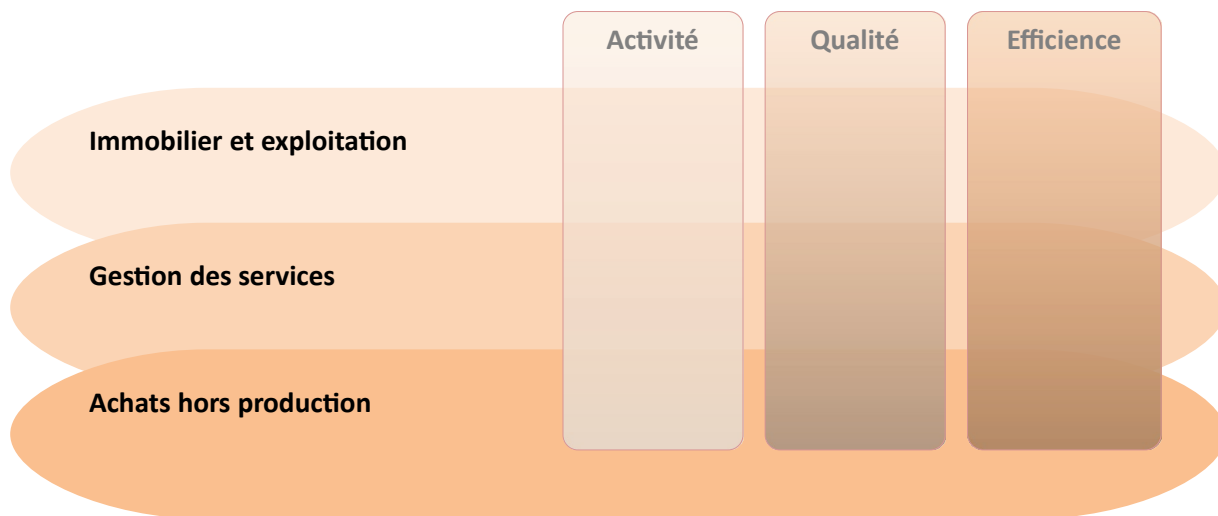 Activité
Qualité
Efficience
Immobilier et exploitation
Gestion des services
Achats hors production